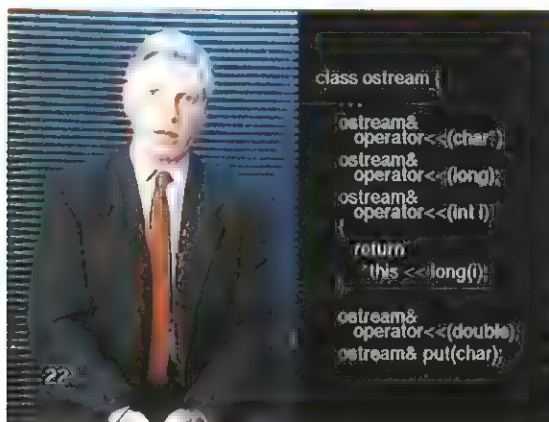 class ostream {
...
ostream&
operator<<(char);
ostream&
operator<<(long);
ostream&
operator<<(int i)
{
return
*this << long(i);
ostream&
operator<<(double)
ostream& put(char);
22